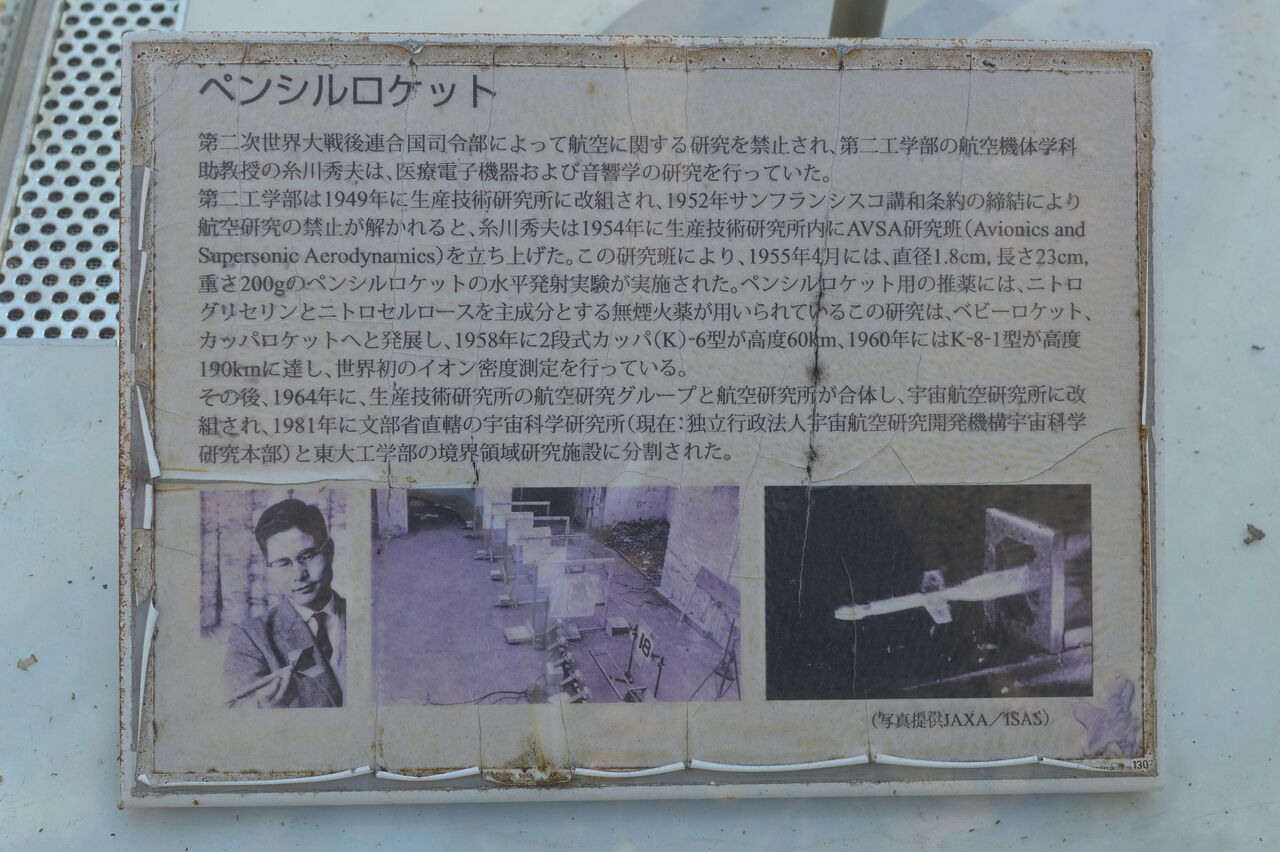 ペンシルロケット
第二次世界大戦後連合国司令部によって航空に関する研究を禁止され、第二工学部の航空機体学科
助教授の糸川秀夫は、医療電子機器および音響学の研究を行っていた。
第二工学部は1949年に生産技術研究所に改組され、1952年サンフランシスコ講和条約の締結により
航空研究の禁止が解かれると、糸川秀夫は1954年に生産技術研究所内にAVSA研究班（Avionics and
Supersonic Aerodynamics）を立ち上げた。この研究班により、1955年4月には、直径1.8cm, 長さ23cm,
重さ200gのペンシルロケットの水平発射実験が実施された。ペンシルロケット用の推薬には、ニトロ
グリセリンとニトロセルロースを主成分とする無煙火薬が用いられているこの研究は、ベビーロケット、
カッパロケットへと発展し、1958年に2段式カッパ（K）-6型が高度60km、1960年にはK-8-1型が高度
190kmに達し、世界初のイオン密度測定を行っている。
その後、1964年に、生産技術研究所の航空研究グループと航空研究所が合体し、宇宙航空研究所に改
組され、1981年に文部省直轄の宇宙科学研究所（現在：独立行政法人宇宙航空研究開発機構宇宙科学
研究本部）と東大工学部の境界領域研究施設に分割された。
18
（写真提供JAXA／ISAS）
130